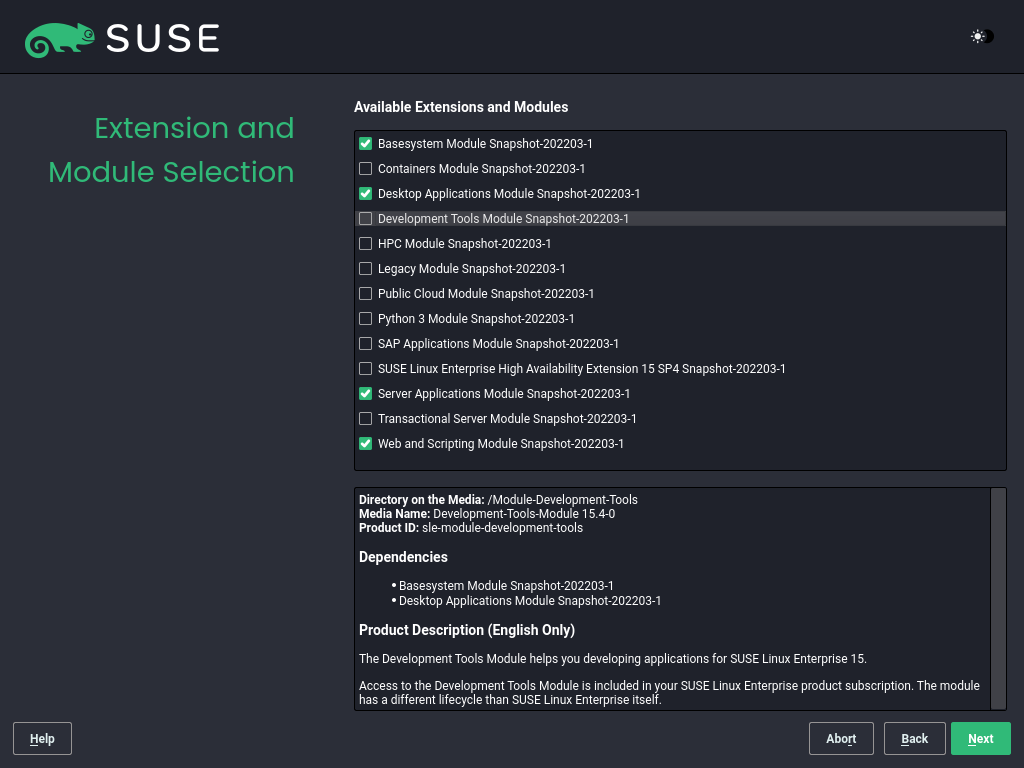 SUSE
Extension and
Module Selection
Available Extensions and Modules
Basesystem Module Snapshot-202203-1
Containers Module Snapshot-202203-1
Desktop Applications Module Snapshot-202203-1
Development Tools Module Snapshot-202203-1
HPC Module Snapshot-202203-1
Legacy Module Snapshot-202203-1
Public Cloud Module Snapshot-202203-1
Python 3 Module Snapshot-202203-1
SAP Applications Module Snapshot-202203-1
SUSE Linux Enterprise High Availability Extension 15 SP4 Snapshot-202203-1
Server Applications Module Snapshot-202203-1
Transactional Server Module Snapshot-202203-1
Web and Scripting Module Snapshot-202203-1
Directory on the Media: /Module-Development-Tools
Media Name: Development-Tools-Module 15.4-0
Product ID: sle-module-development-tools
Dependencies
• Basesystem Module Snapshot-202203-1
• Desktop Applications Module Snapshot-202203-1
Product Description (English Only)
The Development Tools Module helps you developing applications for SUSE Linux Enterprise 15.
Access to the Development Tools Module is included in your SUSE Linux Enterprise product subscription. The module
has a different lifecycle than SUSE Linux Enterprise itself.
Help
Abort
Back
Next